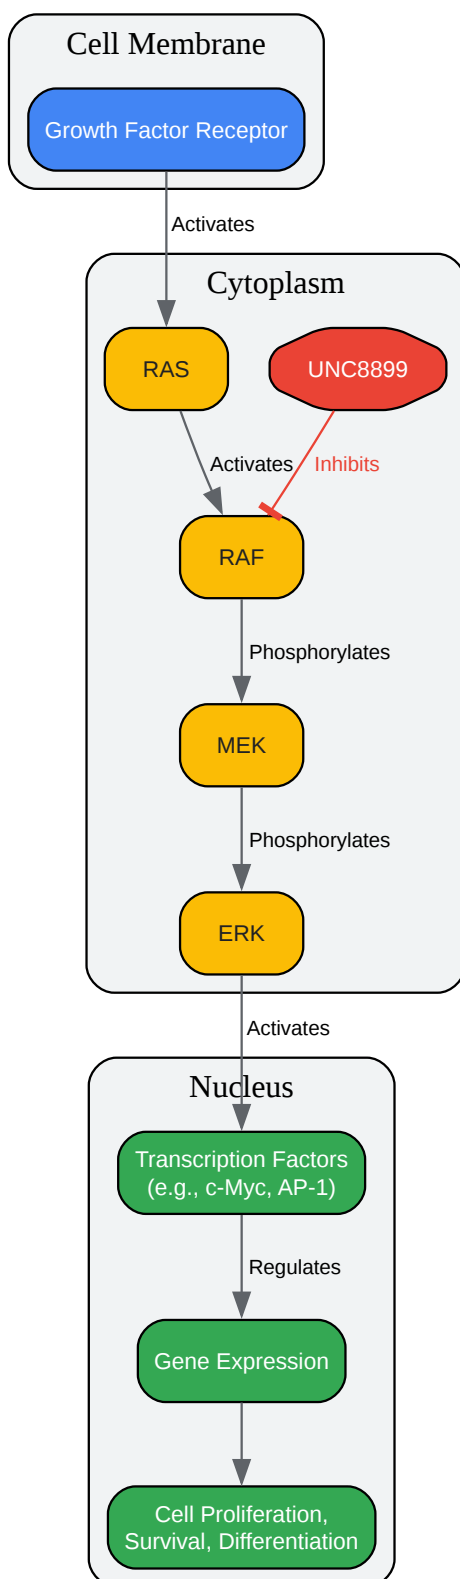 Cell Membrane
Growth Factor Receptor
Activates
Cytoplasm
RAS
UNC8899
Activates
Inhibits
RAF
Phosphorylates
MEK
Phosphorylates
ERK
Activates
Nucleus
Transcription Factors
(e.g., c-Myc, AP-1)
Regulates
Gene Expression
Cell Proliferation,
Survival, Differentiation